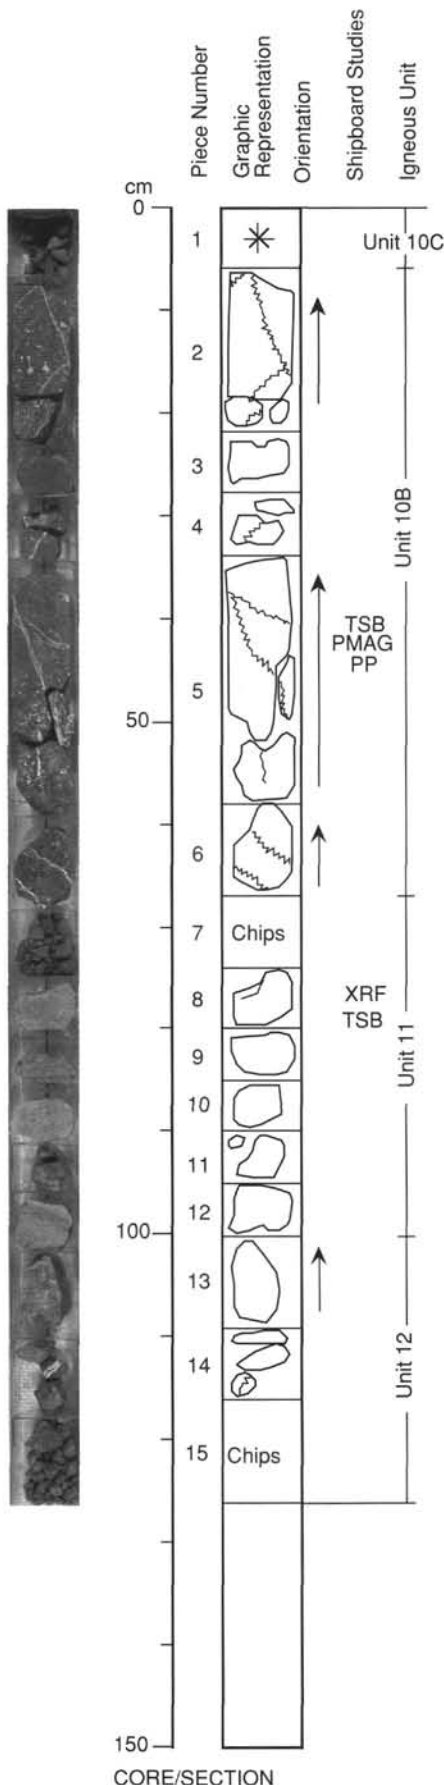 Piece Number
Graphic
Representation
Orientation
Shipboard Studies
Igneous Unit
cm
0
1
Unit 10C
2
3
4
Unit 10B
TSB
PMAG
PP
5
50
6
7
Chips
8
XRF
TSB
Unit 11
9
10
11
12
100
13
14
Unit 12
15
Chips
150
CORE/SECTION